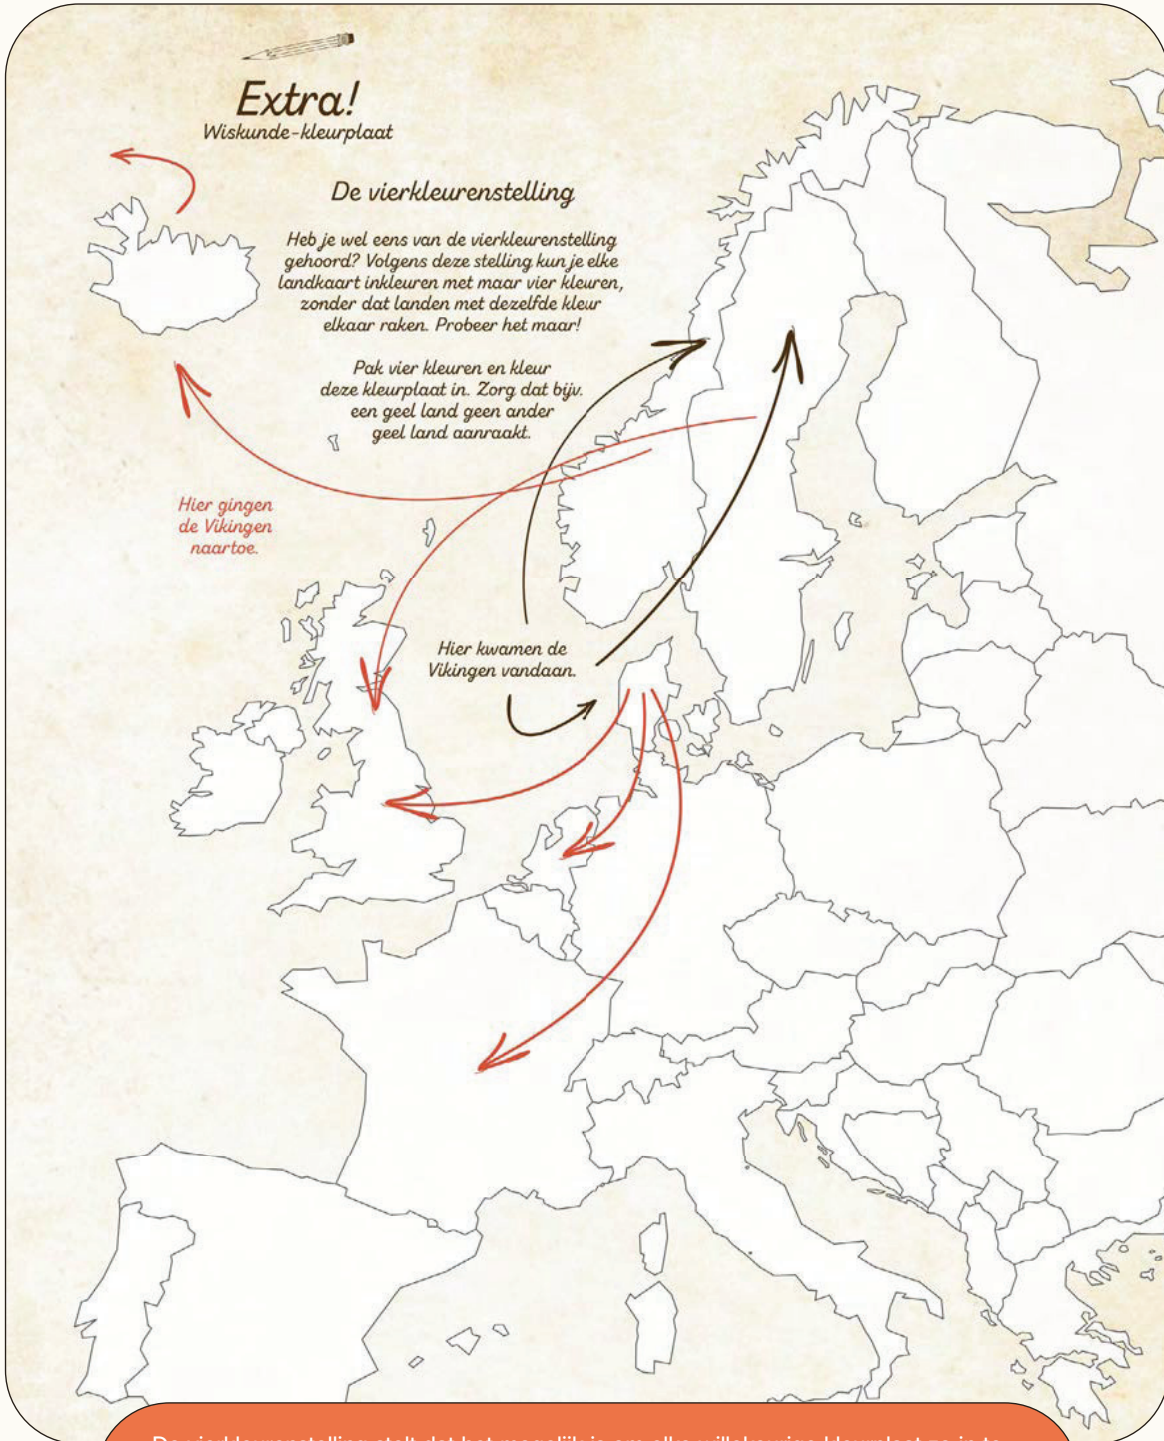 Extra!
Wiskunde-kleurplaat
De vierkleurenstelling
Heb je wel eens van de vierkleurenstelling
gehoord? Volgens deze stelling kun je elke
landkaart inkleuren met maar vier kleuren,
zonder dat landen met dezelfde kleur
elkaar raken. Probeer het maar!
Pak vier kleuren en kleur
deze kleurplaat in. Zorg dat bijv.
een geel land geen ander
geel land aanraakt.
Hier gingen
de Vikingen
naartoe.
Hier kwamen de
Vikingen vandaan.